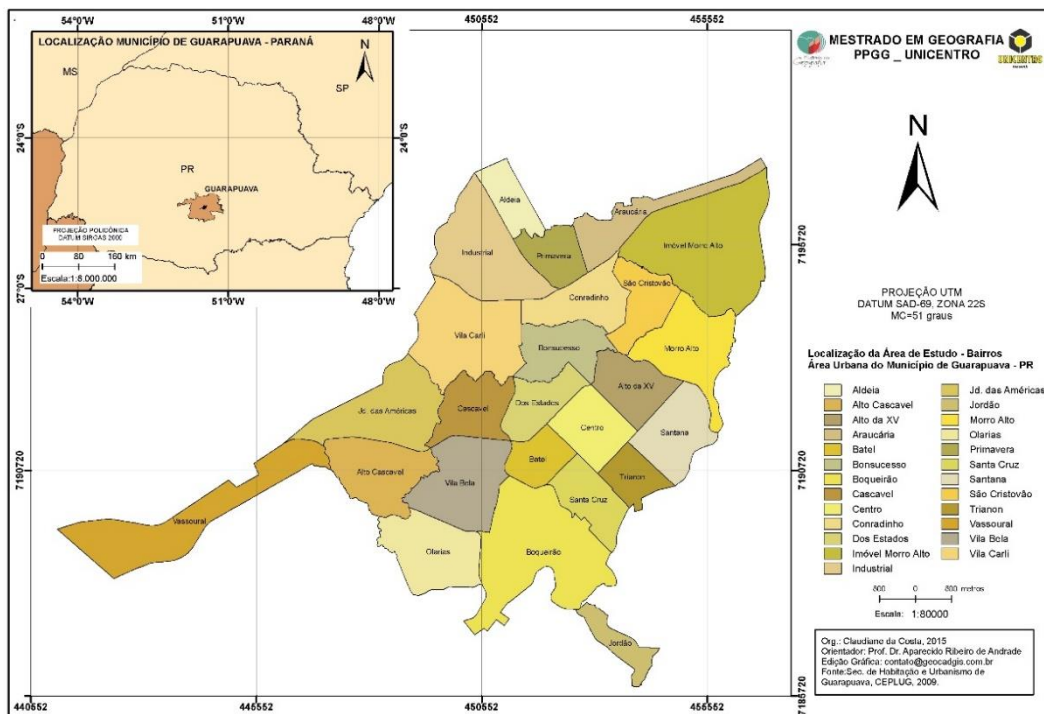 54°0'W
51°0'W
48°0'W
450552
455552
LOCALIZAÇÃO MUNICÍPIO DE GUARAPUAVA - PARANÁ
N
MS
SP
24°0'S
24°0'S
PR
GUARAPUAVA
PROJEÇÃO POLICÔNICA
DATUM SIRGAS 2000
0 80 160 km
Escala:1:8.000.000
27°0'S
54°0'W
51°0'W
48°0'W
MESTRADO EM GEOGRAFIA
PPGG _ UNICENTRO
UNICENTRO
PARANÁ
N
7195720
PROJEÇÃO UTM
DATUM SAD-69, ZONA 22S
MC=51 graus
Aldeia
Araucária
Industrial
Primavera
Imóvel Morro Alto
São Cristovão
Conradinho
Vila Carli
Bonsucesso
Morro Alto
Alto da XV
Jd. das Américas
Cascavel
Dos Estados
Centro
Santana
Batel
Alto Cascavel
Vila Bela
Trianon
Santa Cruz
Vassoural
Olarias
Boqueirão
Jordão
7190720
7190720
Localização da Área de Estudo - Bairros
Área Urbana do Município de Guarapuava - PR
Aldeia
Alto Cascavel
Alto da XV
Araucária
Batel
Bonsucesso
Boqueirão
Cascavel
Centro
Conradinho
Dos Estados
Imóvel Morro Alto
Industrial
Jd. das Américas
Jordão
Morro Alto
Olarias
Primavera
Santa Cruz
Santana
São Cristovão
Trianon
Vassoural
Vila Bela
Vila Carli
800 0 800 metros
Escala: 1:80000
Org.: Claudiane da Costa, 2015
Orientador: Prof. Dr. Aparecido Ribeiro de Andrade
Edição Gráfica: contato@geocadgis.com.br
Fonte:Sec. de Habitação e Urbanismo de
Guarapuava, CEPLUG, 2009.
7185720
440552
445552
450552
455552